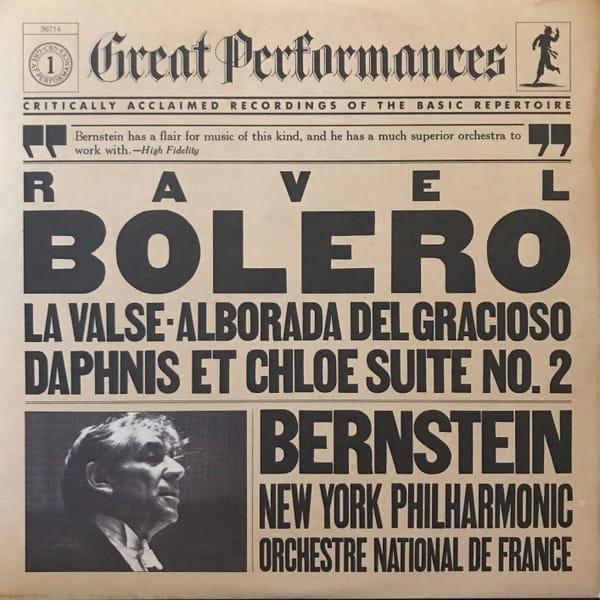 36714
1
Great Performances
CRITICALLY ACCLAIMED RECORDINGS OF THE BASIC REPERTOIRE
Bernstein has a flair for music of this kind, and he has a much superior orchestra to
work with.—High Fidelity
RAVEL
BOLERO
LA VALSE·ALBORADA DEL GRACIOSO
DAPHNIS ET CHLOE SUITE NO. 2
BERNSTEIN
NEW YORK PHILHARMONIC
ORCHESTRE NATIONAL DE FRANCE